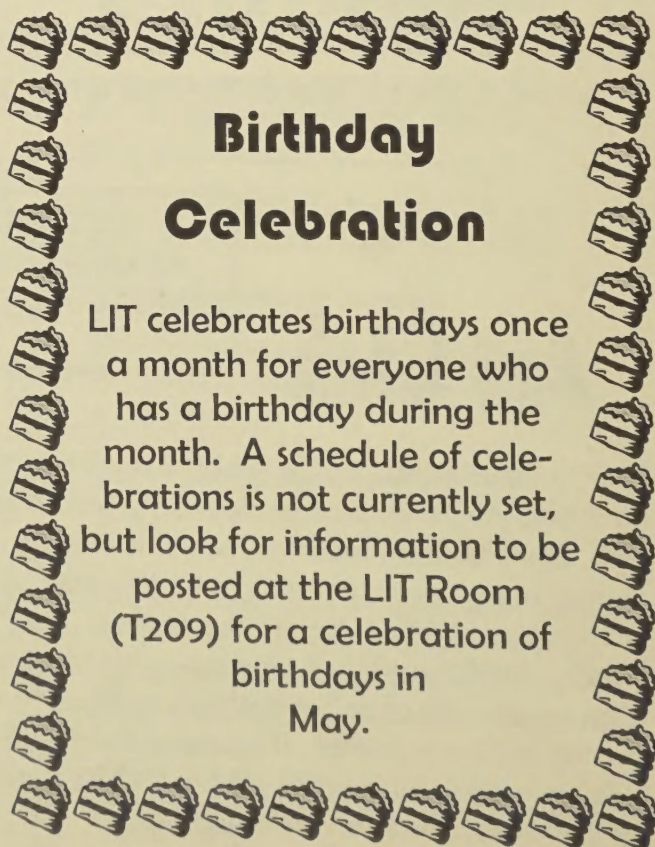 Birthday
Celebration
LIT celebrates birthdays once
a month for everyone who
has a birthday during the
month.  A schedule of cele-
brations is not currently set,
but look for information to be
posted at the LIT Room
(T209) for a celebration of
birthdays in
May.